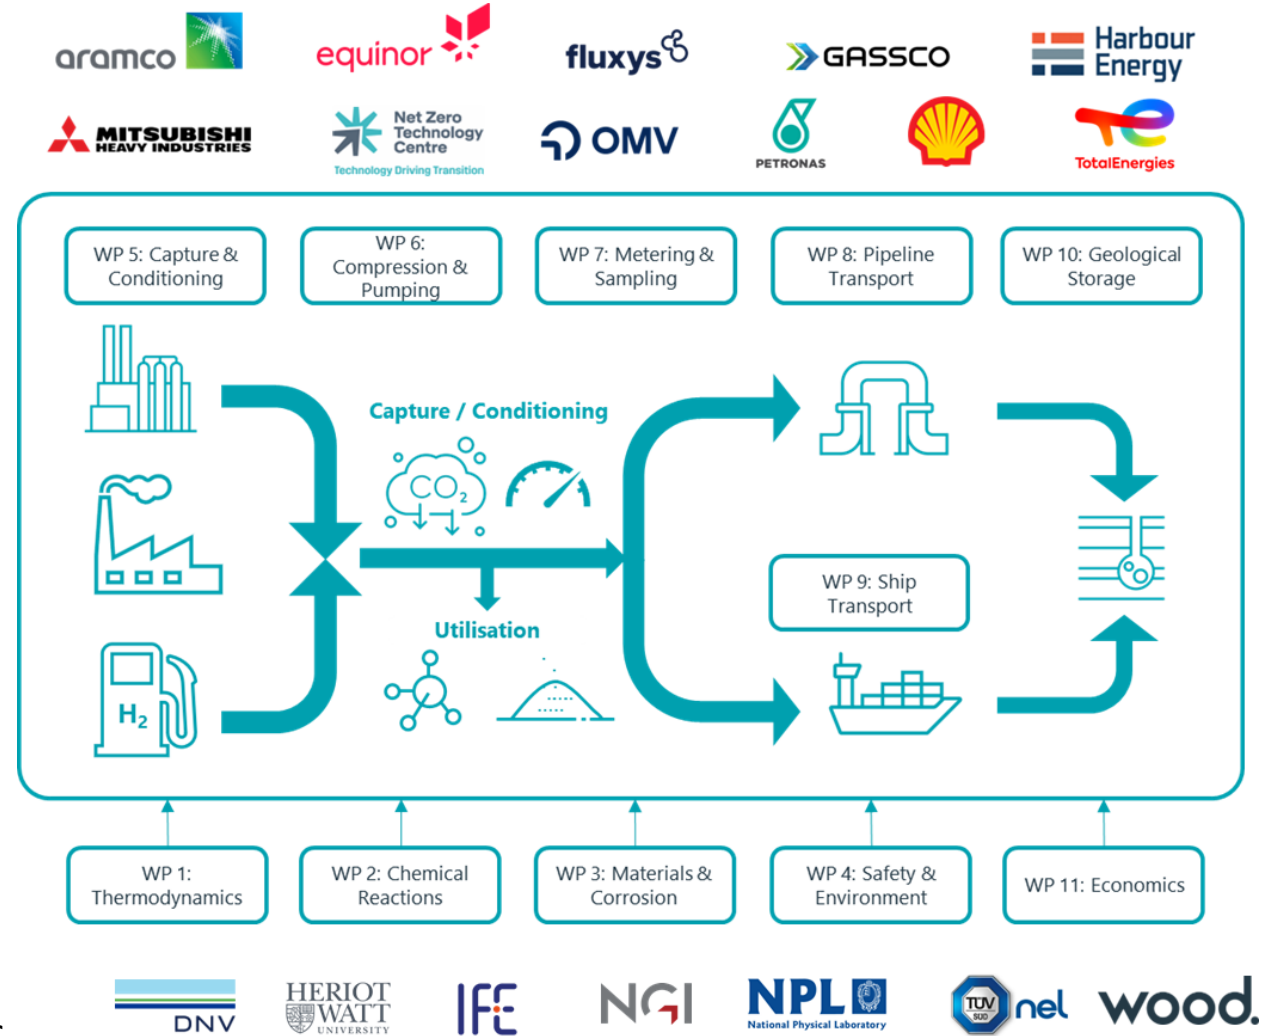 aramco
equinor
fluxys
GASSCO
Harbour
Energy
MITSUBISHI
HEAVY INDUSTRIES
Net Zero
Technology
Centre
Technology Driving Transition
OMV
PETRONAS
TotalEnergies
WP 5: Capture &
Conditioning
WP 6:
Compression &
Pumping
WP 7: Metering &
Sampling
WP 8: Pipeline
Transport
WP 10: Geological
Storage
Capture / Conditioning
CO₂
Utilisation
H₂
WP 9: Ship
Transport
WP 1:
Thermodynamics
WP 2: Chemical
Reactions
WP 3: Materials &
Corrosion
WP 4: Safety &
Environment
WP 11: Economics
DNV
HERIOT
WATT
UNIVERSITY
IFE
NGI
NPL
National Physical Laboratory
TÜV
SÜD
nel
wood.